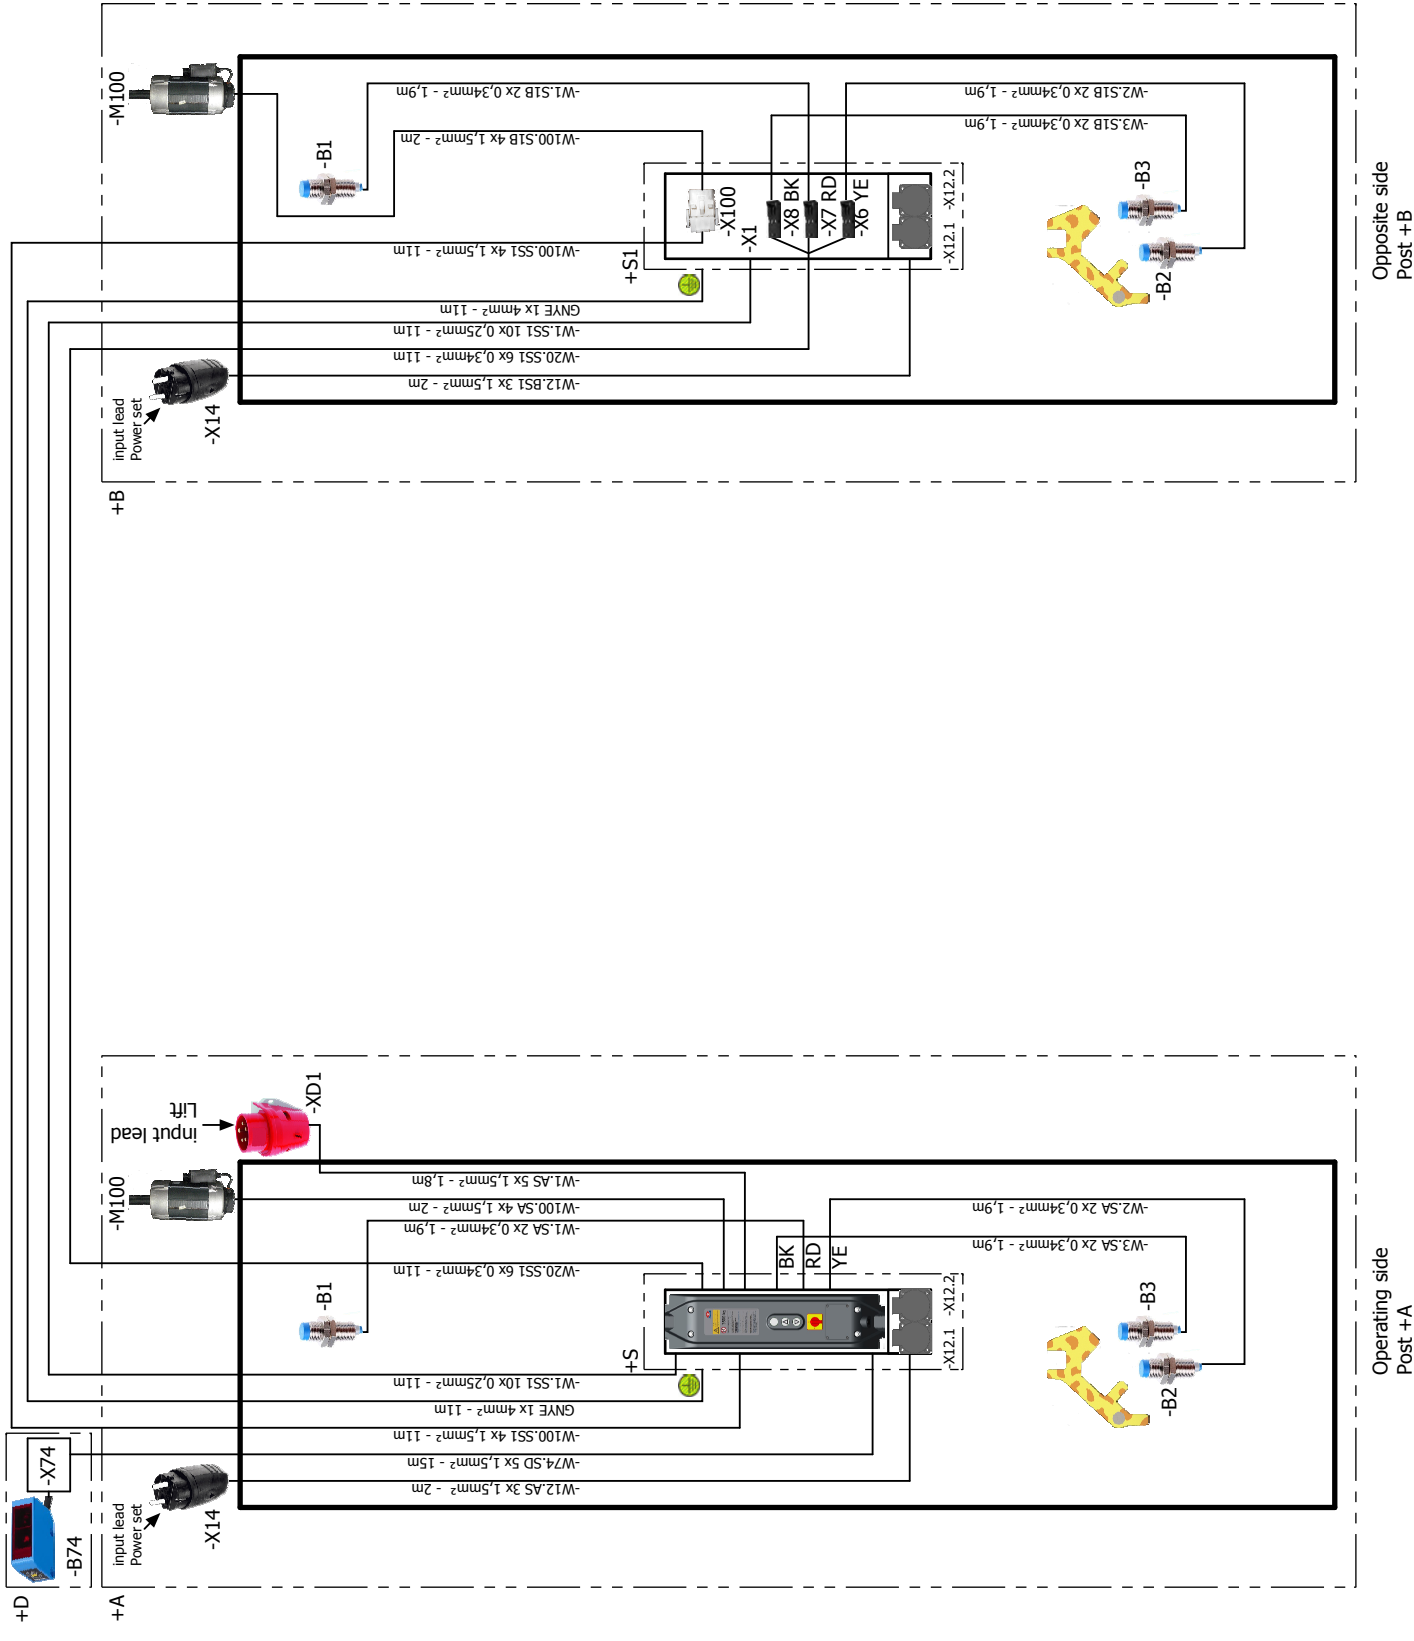 -M100
-B1
-W1.S1B 2x 0,34mm² - 1,9m
-W100.S1B 4x 1,5mm² - 2m
-W100.SS1 4x 1,5mm² - 11m
GNYE 1x 4mm² - 11m
-W1.SS1 10x 0,25mm² - 11m
-W20.SS1 6x 0,34mm² - 11m
-W12.BS1 3x 1,5mm² - 2m
input lead
Power set
-X14
+B
+S1
-X100
-X1
-X8 BK
-X7 RD
-X6 YE
-X12.1
-X12.2
-W2.S1B 2x 0,34mm² - 1,9m
-W3.S1B 2x 0,34mm² - 1,9m
-B3
-B2
Opposite side
Post +B
input lead
Lift
-XD1
-M100
-B1
-W1.AS 5x 1,5mm² - 1,8m
-W100.SA 4x 1,5mm² - 2m
-W1.SA 2x 0,34mm² - 1,9m
-W20.SS1 6x 0,34mm² - 11m
-W1.SS1 10x 0,25mm² - 11m
GNYE 1x 4mm² - 11m
-W100.SS1 4x 1,5mm² - 11m
-W74.SD 5x 1,5mm² - 15m
-W12.AS 3x 1,5mm² - 2m
BK
RD
YE
+S
-X12.1
-X12.2
-W2.SA 2x 0,34mm² - 1,9m
-W3.SA 2x 0,34mm² - 1,9m
-B3
-B2
Operating side
Post +A
-X74
-B74
+D
input lead
Power set
-X14
+A